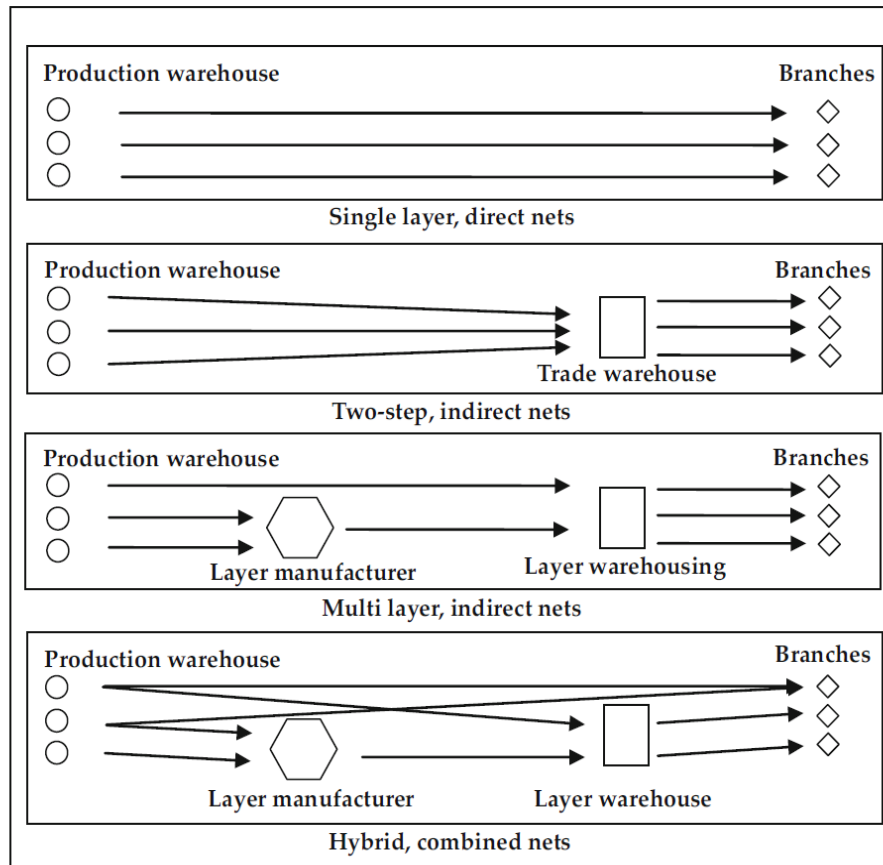 Production warehouse Branches
Single layer, direct nets
Production warehouse Branches
Trade warehouse
Two-step, indirect nets
Production warehouse Branches
Layer manufacturer Layer warehousing
Multi layer, indirect nets
Production warehouse Branches
Layer manufacturer Layer warehouse
Hybrid, combined nets